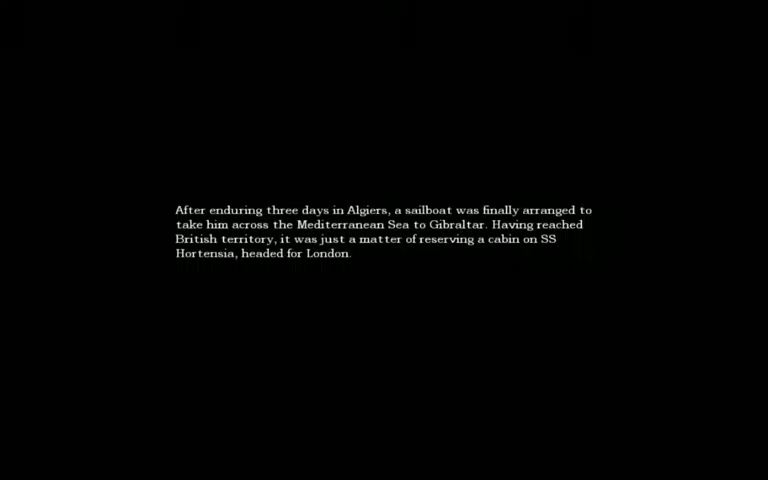 After enduring three days in Algiers, a sailboat was finally arranged to
take him across the Mediterranean Sea to Gibraltar. Having reached
British territory, it was just a matter of reserving a cabin on SS
Hortensia, headed for London.